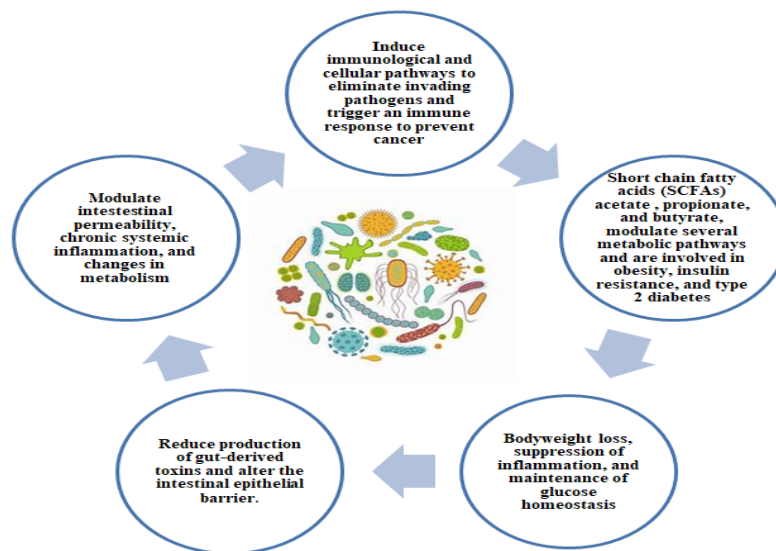 Induce
immunological and
cellular pathways to
eliminate invading
pathogens and
trigger an immune
response to prevent
cancer
Short chain fatty
acids (SCFAs)
acetate , propionate,
and butyrate,
modulate several
metabolic pathways
and are involved in
obesity, insulin
resistance, and type
2 diabetes
Bodyweight loss,
suppression of
inflammation, and
maintenance of
glucose
homeostasis
Reduce production
of gut-derived
toxins and alter the
intestinal epithelial
barrier.
Modulate
intestestinal
permeability,
chronic systemic
inflammation, and
changes in
metabolism